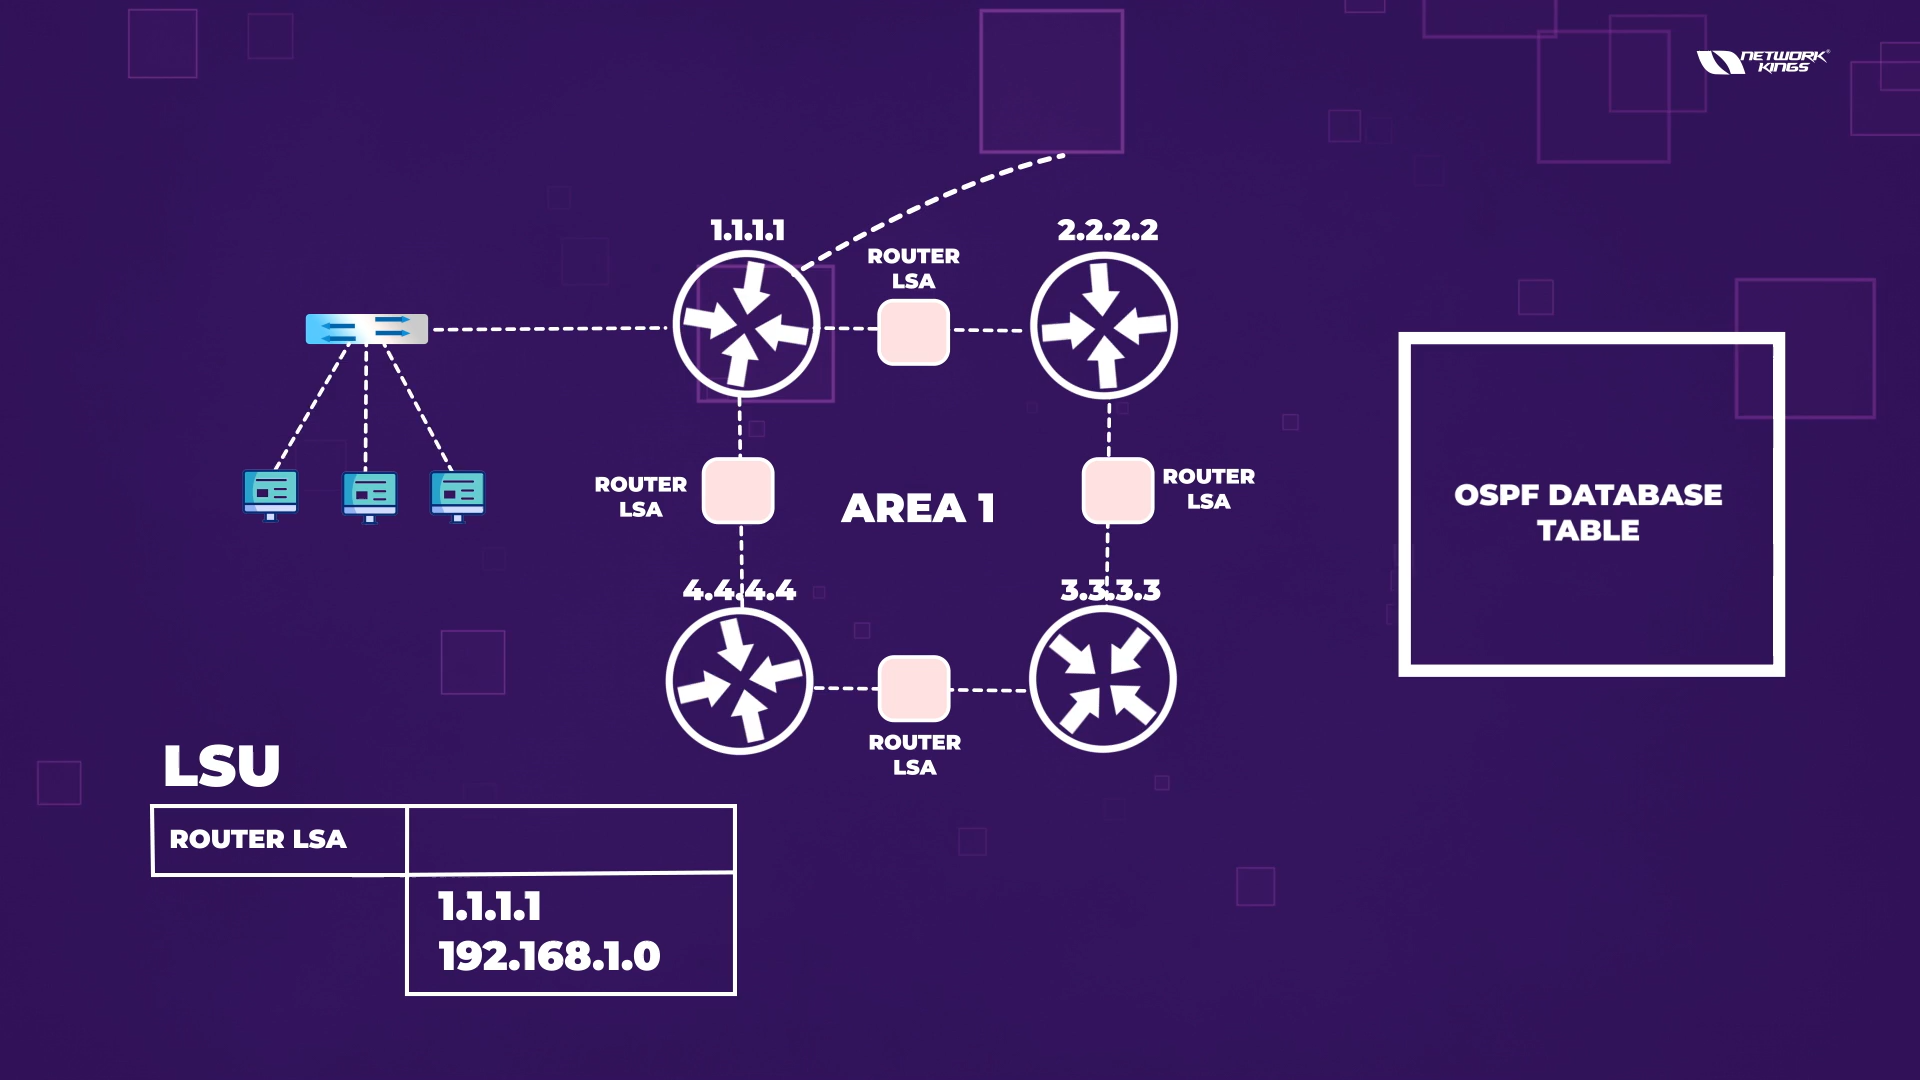 NETWORK
KINGS
1.1.1.1
2.2.2.2
ROUTER
LSA
ROUTER
LSA
AREA 1
ROUTER
LSA
OSPF DATABASE
TABLE
4.4.4.4
3.3.3.3
ROUTER
LSA
LSU
ROUTER LSA
1.1.1.1
192.168.1.0